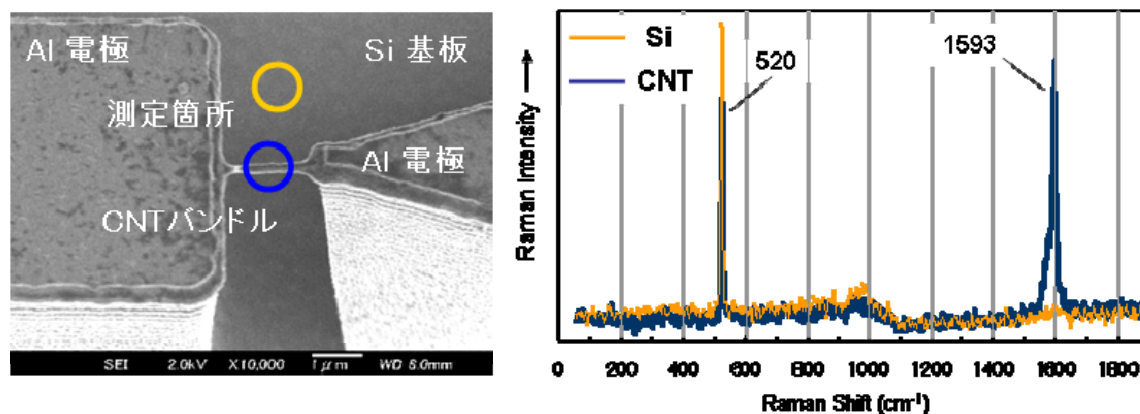 Al 電極
Si 基板
測定箇所
Al 電極
CNTバンドル
SEI 2.0kV X10,000 1μm WD 6.0mm
Si
CNT
520
1593
Raman Intensity
0 200 400 600 800 1000 1200 1400 1600 1800
Raman Shift (cm⁻¹)